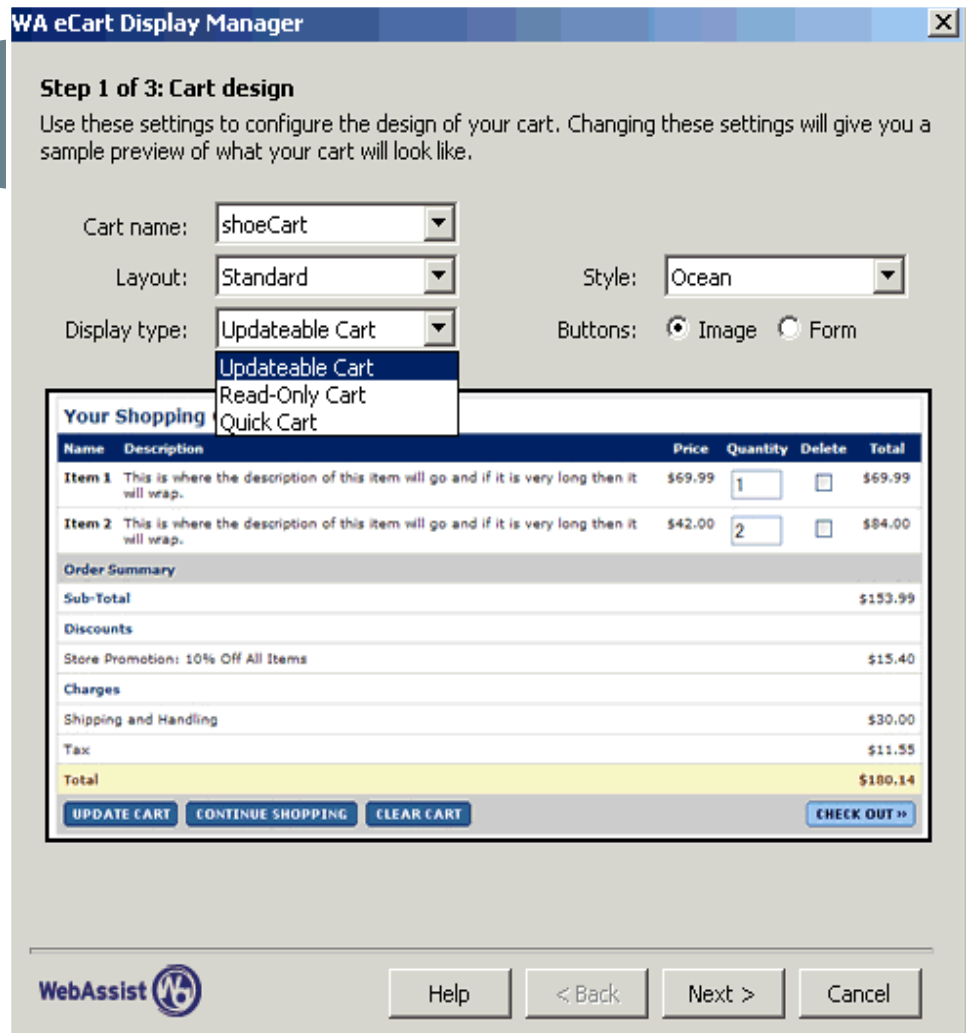 WA eCart Display Manager
Step 1 of 3: Cart design
Use these settings to configure the design of your cart. Changing these settings will give you a
sample preview of what your cart will look like.
Cart name: shoeCart
Layout: Standard Style: Ocean
Display type: Updateable Cart Buttons: Image Form
Updateable Cart
Read-Only Cart
Quick Cart
Your Shopping
Name Description Price Quantity Delete Total
Item 1 This is where the description of this item will go and if it is very long then it $69.99 1 $69.99
will wrap.
Item 2 This is where the description of this item will go and if it is very long then it $42.00 2 $84.00
will wrap.
Order Summary
Sub-Total $153.99
Discounts
Store Promotion: 10% Off All Items $15.40
Charges
Shipping and Handling $30.00
Tax $11.55
Total $180.14
UPDATE CART CONTINUE SHOPPING CLEAR CART CHECK OUT »
WebAssist Help < Back Next > Cancel